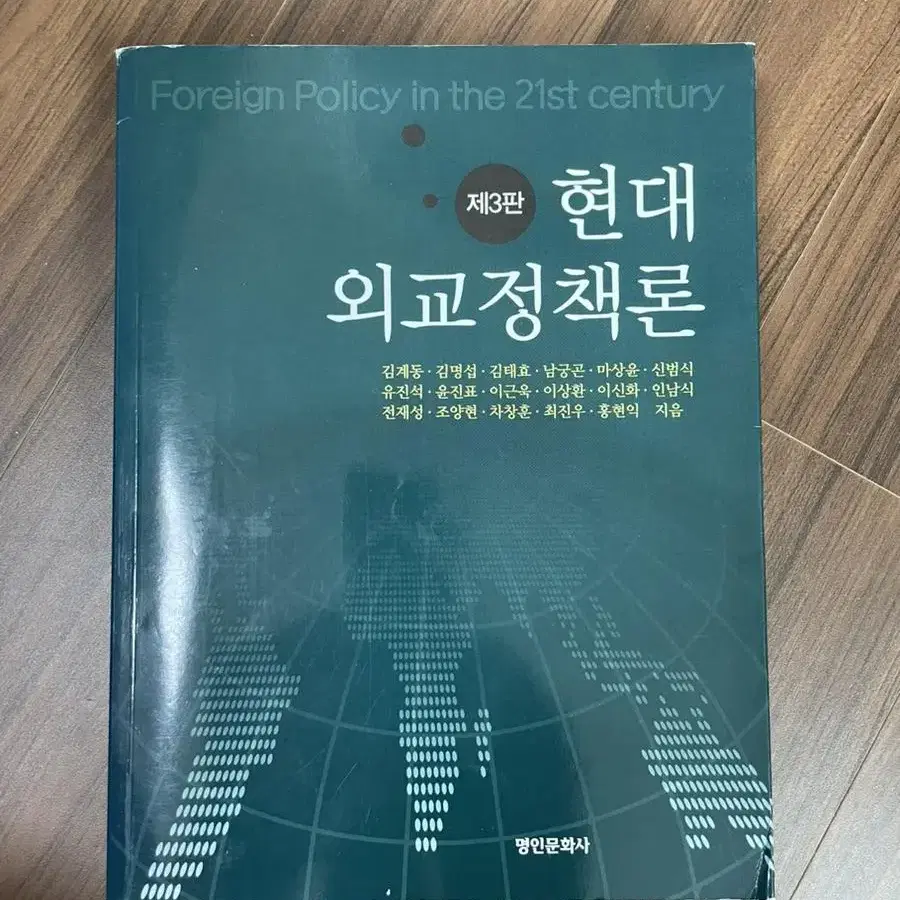 Foreign Policy in the 21st century
제3판 현대
외교정책론
김계동·김명섭·김태효·남궁곤·마상윤·신범식
유진석·윤진표·이근욱·이상환·이신화·인남식
전재성·조양현·차창훈·최진우·홍현익 지음
명인문화사